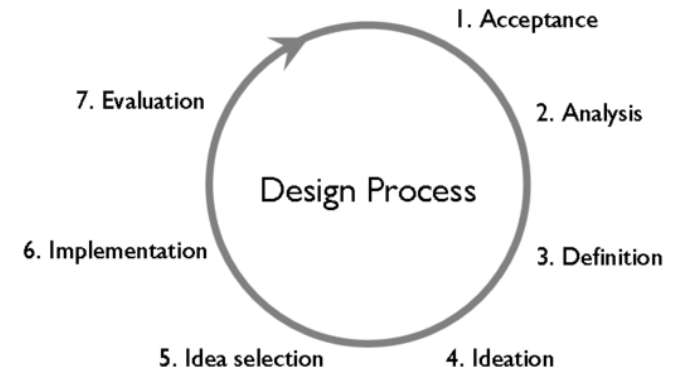 Design Process
1. Acceptance
2. Analysis
3. Definition
4. Ideation
5. Idea selection
6. Implementation
7. Evaluation